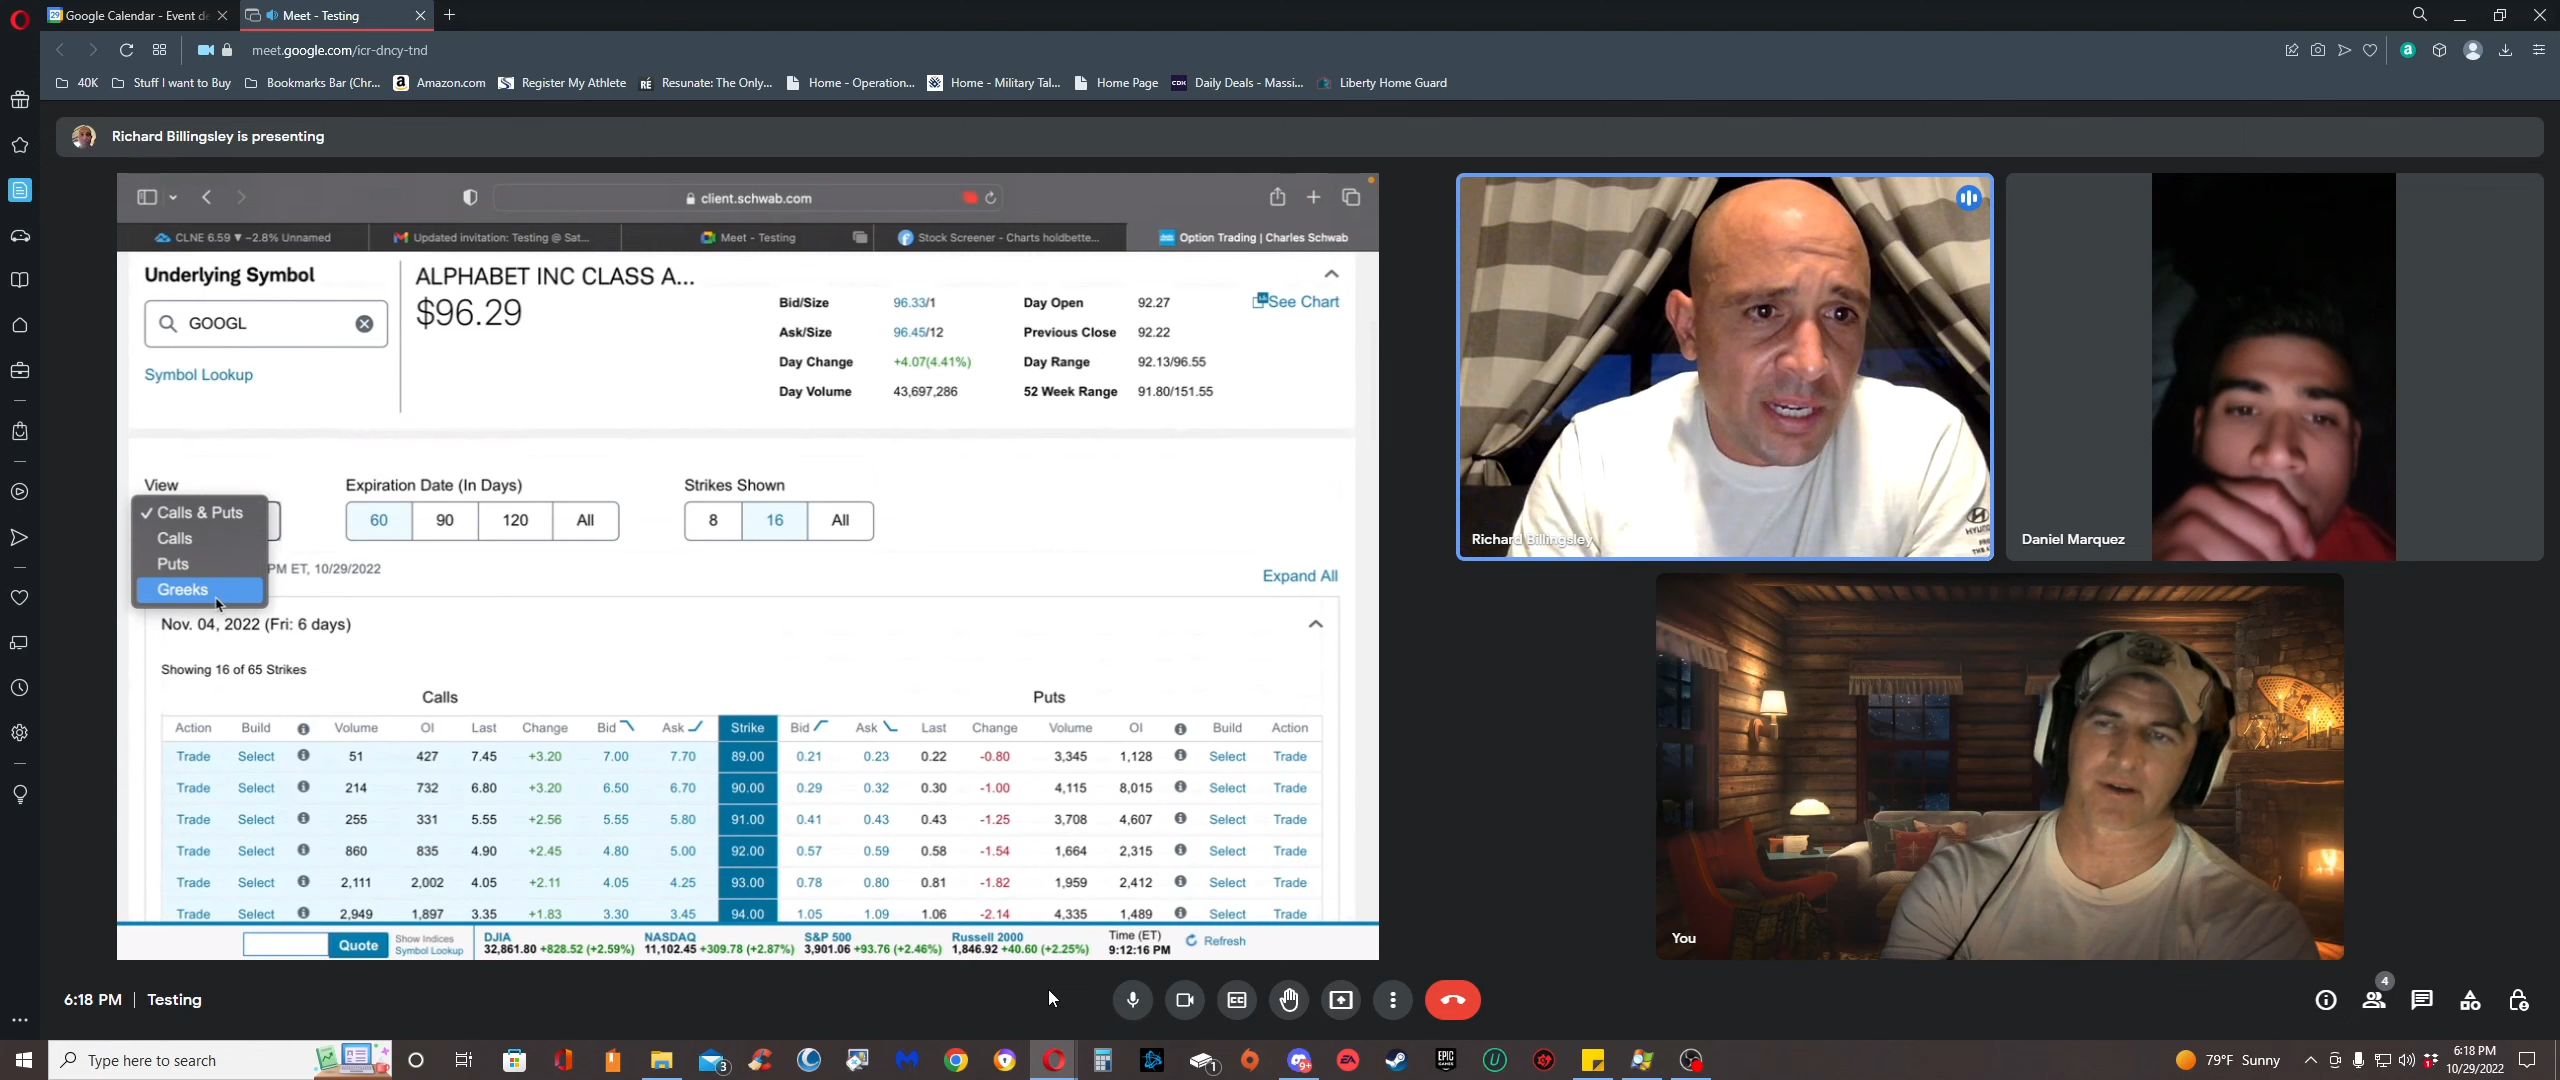 Google Calendar - Event de
Meet - Testing
meet.google.com/icr-dncy-tnd
40K
Stuff I want to Buy
Bookmarks Bar (Chr...
Amazon.com
Register My Athlete
RÉ Resunate: The Only...
Home - Operation...
Home - Military Tal...
Home Page
CDK Daily Deals - Massi...
Liberty Home Guard
Richard Billingsley is presenting
client.schwab.com
CLNE 6.59 ▼ -2.8% Unnamed
Updated invitation: Testing @ Sat...
Meet - Testing
Stock Screener - Charts holdbette...
Option Trading | Charles Schwab
Underlying Symbol
GOOGL
Symbol Lookup
ALPHABET INC CLASS A...
$96.29
Bid/Size 96.33/1 Day Open 92.27
Ask/Size 96.45/12 Previous Close 92.22
Day Change +4.07(4.41%) Day Range 92.13/96.55
Day Volume 43,697,286 52 Week Range 91.80/151.55
See Chart
View
✓ Calls & Puts
Calls
Puts
Greeks
Expiration Date (In Days)
60 90 120 All
Strikes Shown
8 16 All
PM ET, 10/29/2022
Expand All
Nov. 04, 2022 (Fri: 6 days)
Showing 16 of 65 Strikes
Calls Puts
Action Build Volume OI Last Change Bid Ask Strike Bid Ask Last Change Volume OI Build Action
Trade Select 51 427 7.45 +3.20 7.00 7.70 89.00 0.21 0.23 0.22 -0.80 3,345 1,128 Select Trade
Trade Select 214 732 6.80 +3.20 6.50 6.70 90.00 0.29 0.32 0.30 -1.00 4,115 8,015 Select Trade
Trade Select 255 331 5.55 +2.56 5.55 5.80 91.00 0.41 0.43 0.43 -1.25 3,708 4,607 Select Trade
Trade Select 860 835 4.90 +2.45 4.80 5.00 92.00 0.57 0.59 0.58 -1.54 1,664 2,315 Select Trade
Trade Select 2,111 2,002 4.05 +2.11 4.05 4.25 93.00 0.78 0.80 0.81 -1.82 1,959 2,412 Select Trade
Trade Select 2,949 1,897 3.35 +1.83 3.30 3.45 94.00 1.05 1.09 1.06 -2.14 4,335 1,489 Select Trade
Quote
Show Indices
Symbol Lookup
DJIA
32,861.80 +828.52 (+2.59%)
NASDAQ
11,102.45 +309.78 (+2.87%)
S&P 500
3,901.06 +93.76 (+2.46%)
Russell 2000
1,846.92 +40.60 (+2.25%)
Time (ET)
9:12:16 PM
Refresh
Richard Billingsley
Daniel Marquez
You
6:18 PM | Testing
4
Type here to search
3
1
9+
79°F Sunny
6:18 PM
10/29/2022